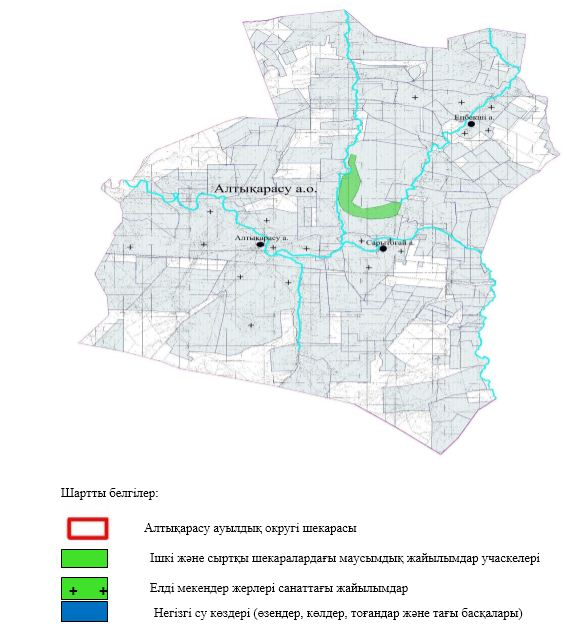 Еңбекші а.
Алтықарасу а.о.
Алтықарасу а.
Сарытоғай а.
Шартты белгілер:
Алтықарасу ауылдық округі шекарасы
Ішкі және сыртқы шекаралардағы маусымдық жайылымдар учаскелері
Елді мекендер жерлері санаттағы жайылымдар
Негізгі су көздері (өзендер, көлдер, тоғандар және тағы басқалары)